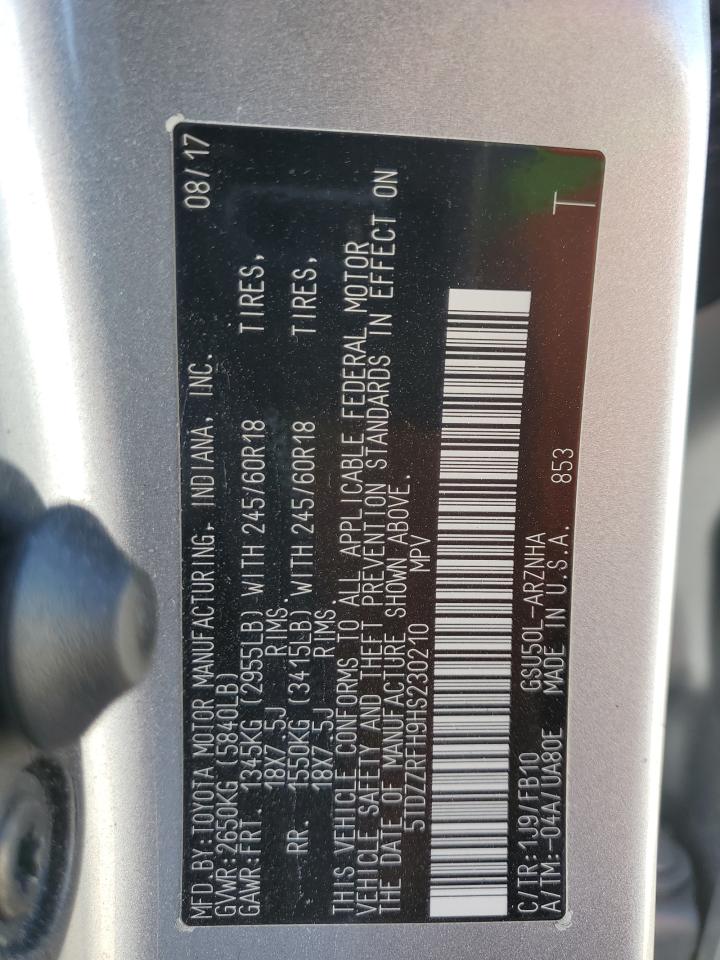 MFD.BY:TOYOTA MOTOR MANUFACTURING, INDIANA, INC. 08/17
GVWR:2650KG (5840LB)
GAWR:FRT. 1345KG (2955LB) WITH 245/60R18 TIRES,
18X7.5J RIMS.
RR. 1550KG (3415LB) WITH 245/60R18 TIRES,
18X7.5J RIMS
THIS VEHICLE CONFORMS TO ALL APPLICABLE FEDERAL MOTOR
VEHICLE SAFETY AND THEFT PREVENTION STANDARDS IN EFFECT ON
THE DATE OF MANUFACTURE SHOWN ABOVE.
5TDZZRFH9HS230210 MPV
C/TR:1J9/FB10 GSU50L-ARZNHA
A/TM:-04A/UA80E MADE IN U.S.A. 853 T